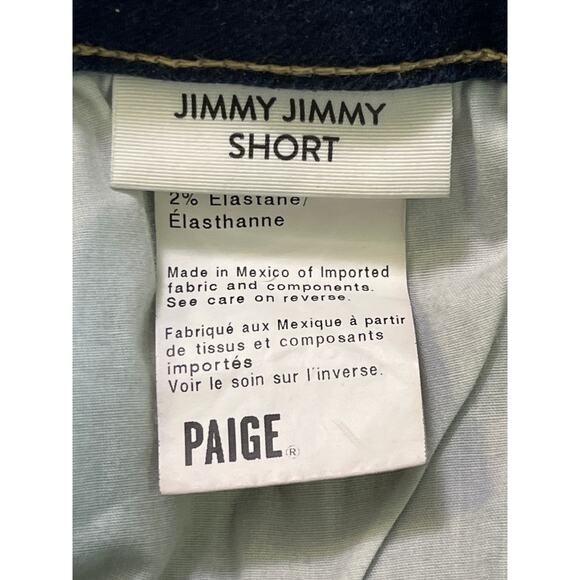 JIMMY JIMMY
SHORT
2% Elastane/
Élasthanne
Made in Mexico of Imported
fabric and components.
See care on reverse.
Fabriqué aux Mexique à partir
de tissus et composants
importés
Voir le soin sur l'inverse.
PAIGE®